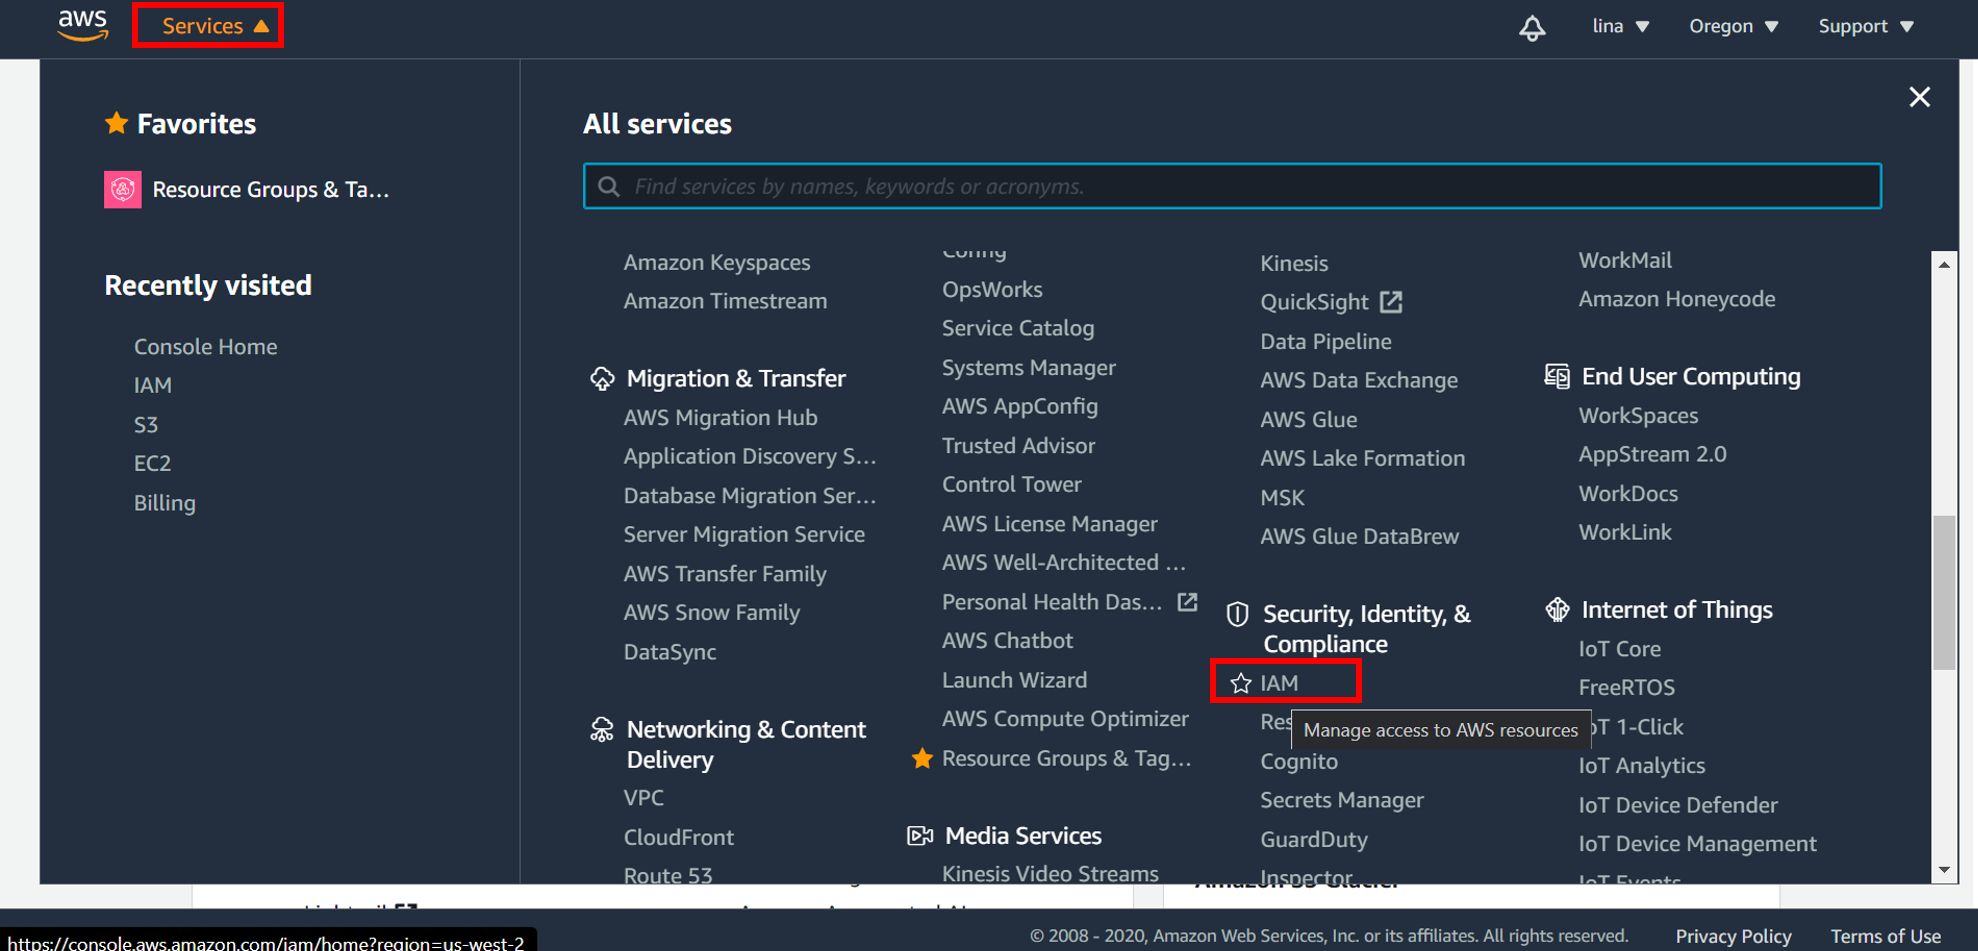 aws
Services
lina
Oregon
Support
Favorites
Resource Groups & Ta...
Recently visited
Console Home
IAM
S3
EC2
Billing
All services
Find services by names, keywords or acronyms.
Amazon Keyspaces
Amazon Timestream
Migration & Transfer
AWS Migration Hub
Application Discovery S...
Database Migration Ser...
Server Migration Service
AWS Transfer Family
AWS Snow Family
DataSync
Networking & Content
Delivery
VPC
CloudFront
Route 53
Config
OpsWorks
Service Catalog
Systems Manager
AWS AppConfig
Trusted Advisor
Control Tower
AWS License Manager
AWS Well-Architected ...
Personal Health Das...
AWS Chatbot
Launch Wizard
AWS Compute Optimizer
Resource Groups & Tag...
Media Services
Kinesis Video Streams
Kinesis
QuickSight
Data Pipeline
AWS Data Exchange
AWS Glue
AWS Lake Formation
MSK
AWS Glue DataBrew
Security, Identity, &
Compliance
IAM
Res
Manage access to AWS resources
Cognito
Secrets Manager
GuardDuty
Inspector
WorkMail
Amazon Honeycode
End User Computing
WorkSpaces
AppStream 2.0
WorkDocs
WorkLink
Internet of Things
IoT Core
FreeRTOS
IoT 1-Click
IoT Analytics
IoT Device Defender
IoT Device Management
IoT Events
Amazon S3 Glacier
https://console.aws.amazon.com/iam/home?region=us-west-2
© 2008 - 2020, Amazon Web Services, Inc. or its affiliates. All rights reserved.
Privacy Policy
Terms of Use